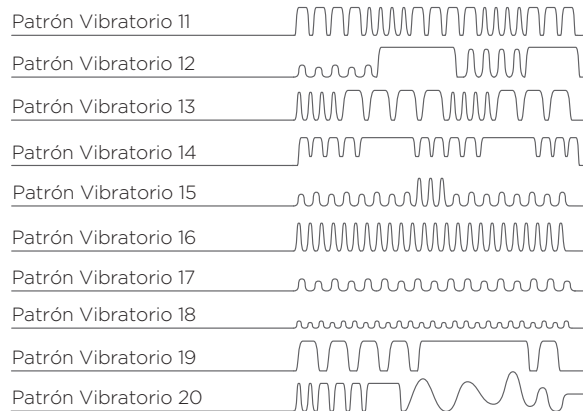 Patrón Vibratorio 11
Patrón Vibratorio 12
Patrón Vibratorio 13
Patrón Vibratorio 14
Patrón Vibratorio 15
Patrón Vibratorio 16
Patrón Vibratorio 17
Patrón Vibratorio 18
Patrón Vibratorio 19
Patrón Vibratorio 20